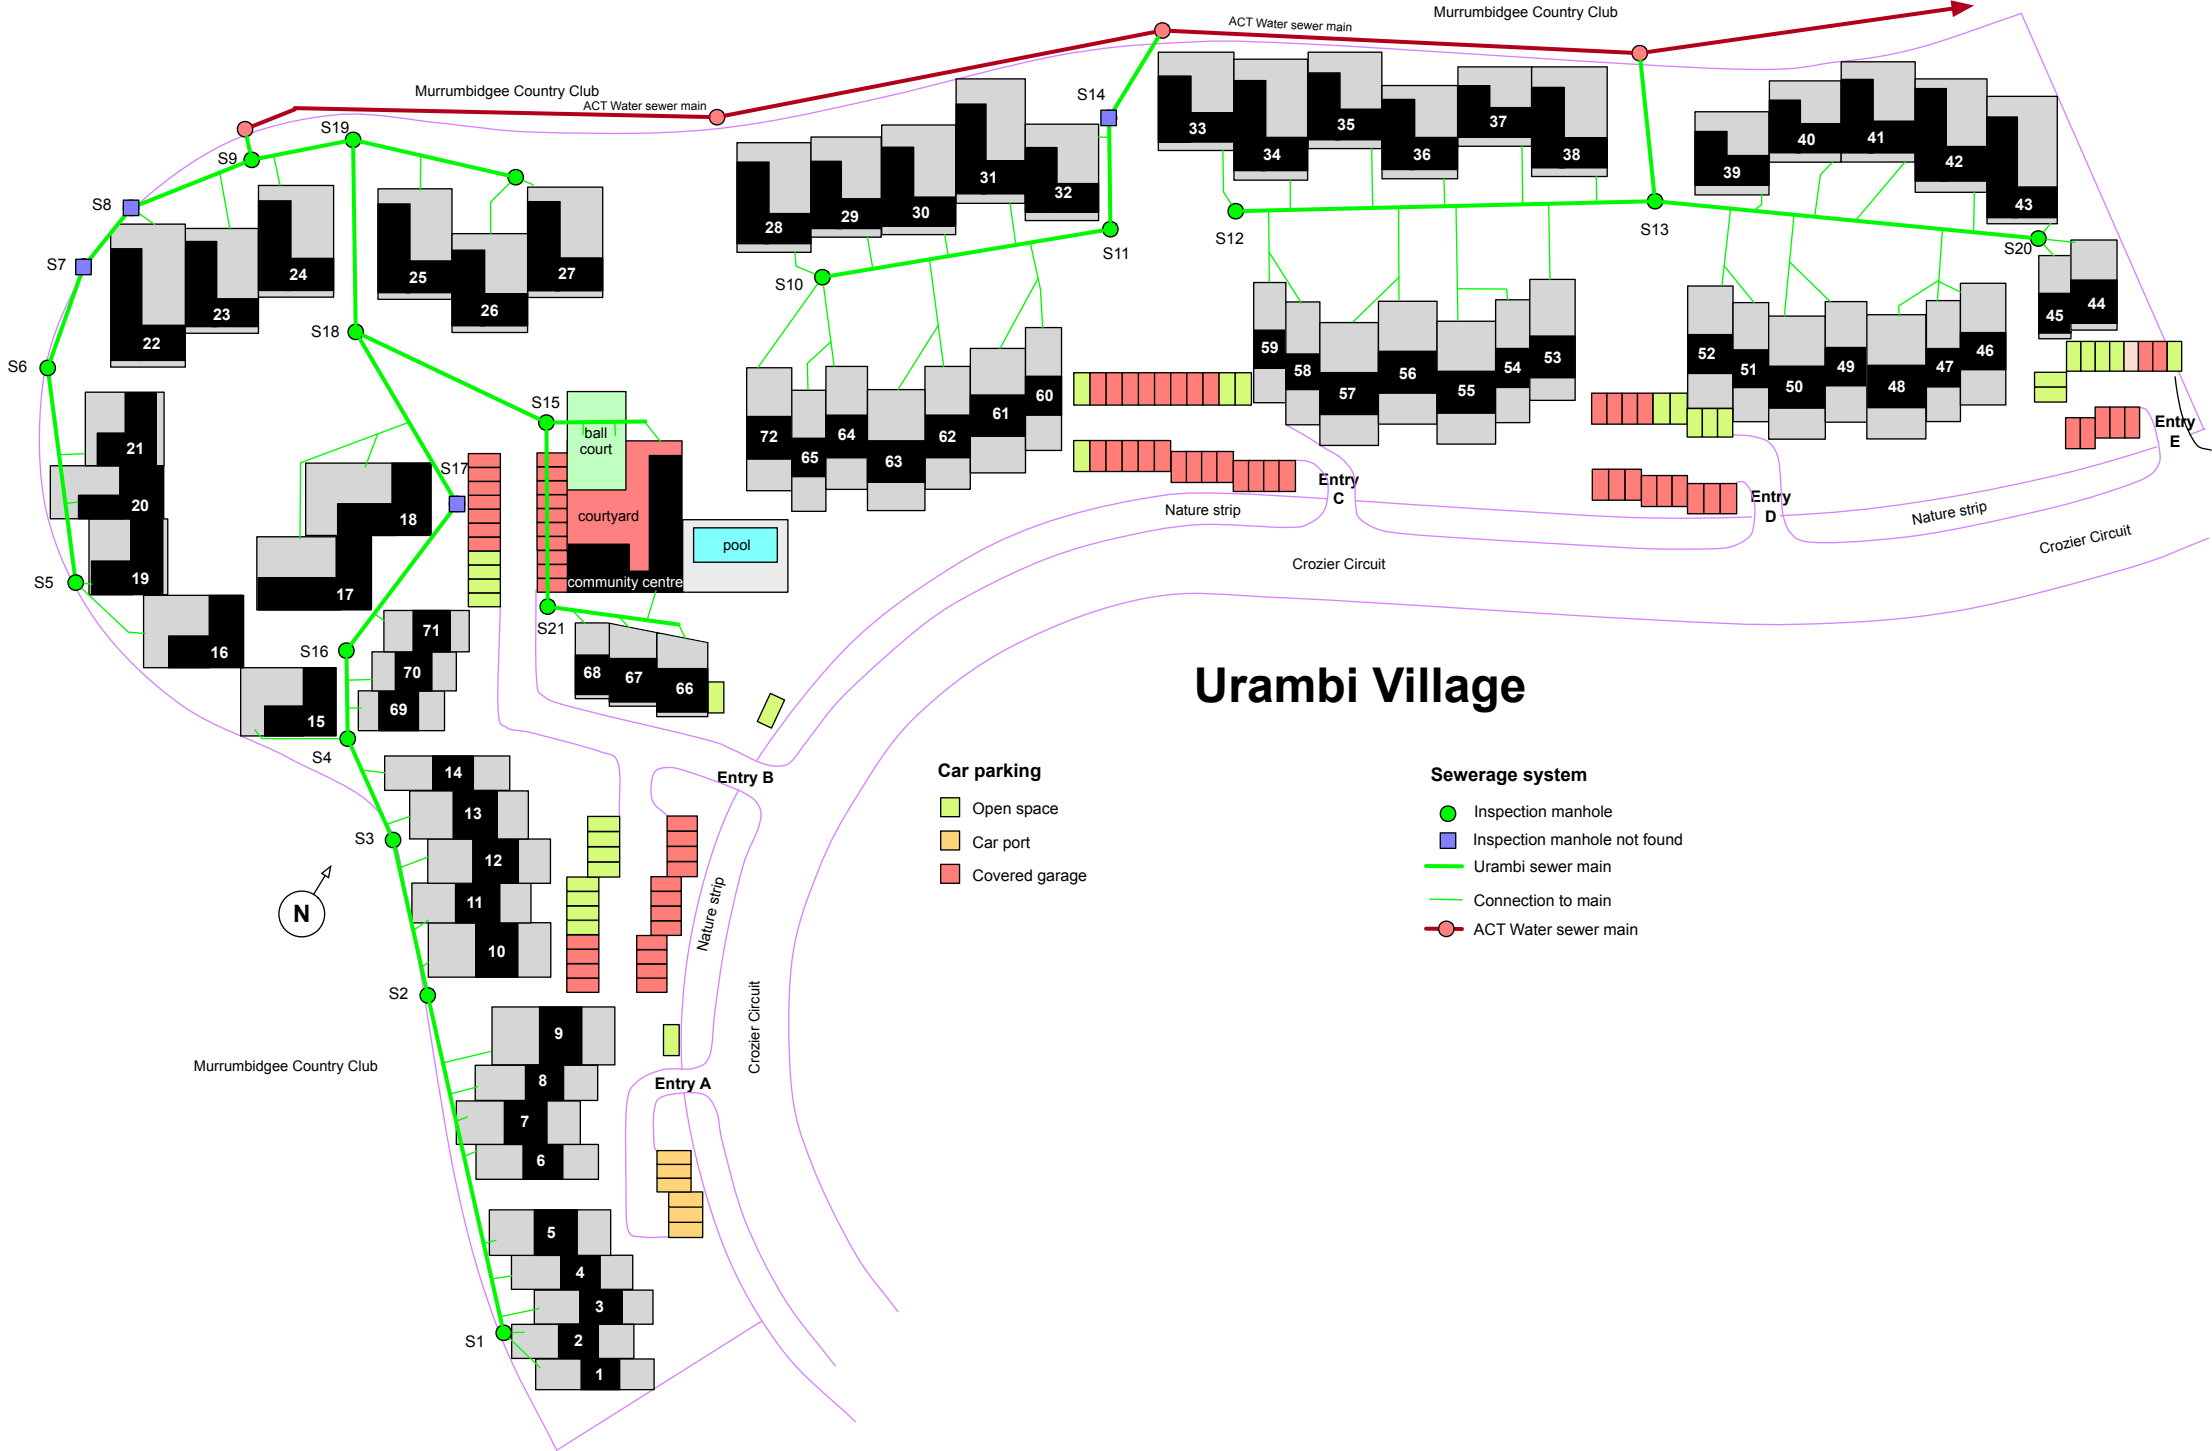 Murrumbidgee Country Club
ACT Water sewer main
Murrumbidgee Country Club
ACT Water sewer main
S14
S19
S9
S8
S7
S6
S5
S18
S15
S17
S16
S21
S4
S3
S2
S1
S10
S11
S12
S13
S20
33
34
35
36
37
38
39
40
41
42
43
28
29
30
31
32
22
23
24
25
26
27
44
45
46
47
48
49
50
51
52
53
54
55
56
57
58
59
60
61
62
63
64
65
72
21
20
19
18
17
16
15
71
70
69
68
67
66
14
13
12
11
10
9
8
7
6
5
4
3
2
1
ball
court
courtyard
community centre
pool
Entry
C
Entry
D
Entry
E
Nature strip
Nature strip
Crozier Circuit
Crozier Circuit
Urambi Village
Entry B
Nature strip
Crozier Circuit
Entry A
N
Murrumbidgee Country Club
Car parking
Open space
Car port
Covered garage
Sewerage system
Inspection manhole
Inspection manhole not found
Urambi sewer main
Connection to main
ACT Water sewer main